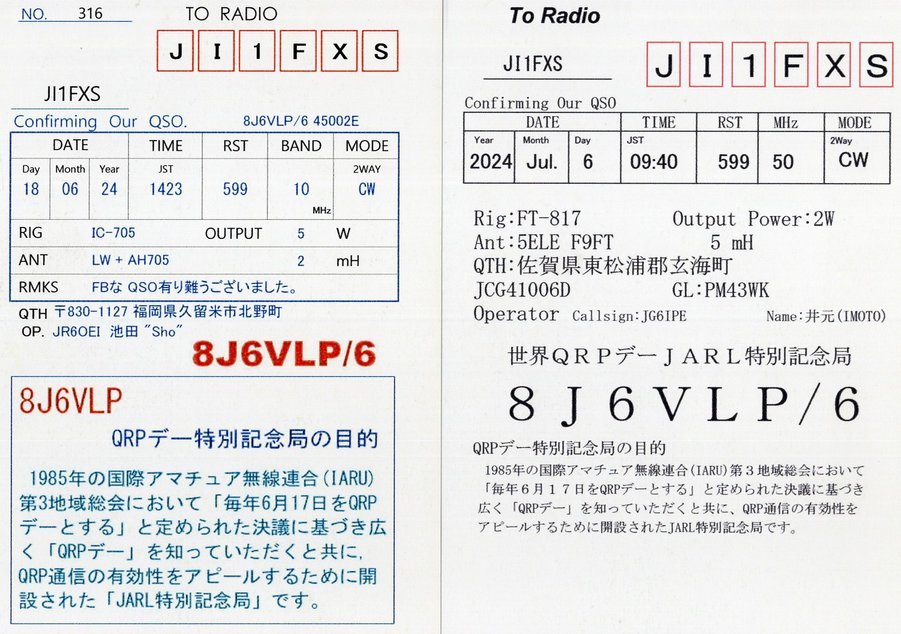 NO. 316 TO RADIO
J I 1 F X S
JI1FXS
Confirming Our QSO. 8J6VLP/6 45002E
DATE TIME RST BAND MODE
Day Month Year JST 2WAY
18 06 24 1423 599 10 CW
MHz
RIG IC-705 OUTPUT 5 W
ANT LW + AH705 2 mH
RMKS FBな QSO有り難うございました。
QTH 〒830-1127 福岡県久留米市北野町
OP. JR6OEI 池田 "Sho"
8J6VLP/6
8J6VLP
QRPデー特別記念局の目的
1985年の国際アマチュア無線連合(IARU)
第3地域総会において「毎年6月17日をQRP
デーとする」と定められた決議に基づき広
く「QRPデー」を知っていただくと共に,
QRP通信の有効性をアピールするために開
設された「JARL特別記念局」です。
To Radio
JI1FXS J I 1 F X S
Confirming Our QSO
DATE TIME RST MHz MODE
Year Month Day JST 2Way
2024 Jul. 6 09:40 599 50 CW
Rig:FT-817 Output Power:2W
Ant:5ELE F9FT 5 mH
QTH:佐賀県東松浦郡玄海町
JCG41006D GL:PM43WK
Operator Callsign:JG6IPE Name:井元(IMOTO)
世界QRPデーJARL特別記念局
8J6VLP/6
QRPデー特別記念局の目的
1985年の国際アマチュア無線連合(IARU)第3地域総会において
「毎年6月17日をQRPデーとする」と定められた決議に基づき
広く「QRPデー」を知っていただくと共に、QRP通信の有効性を
アピールするために開設されたJARL特別記念局です。